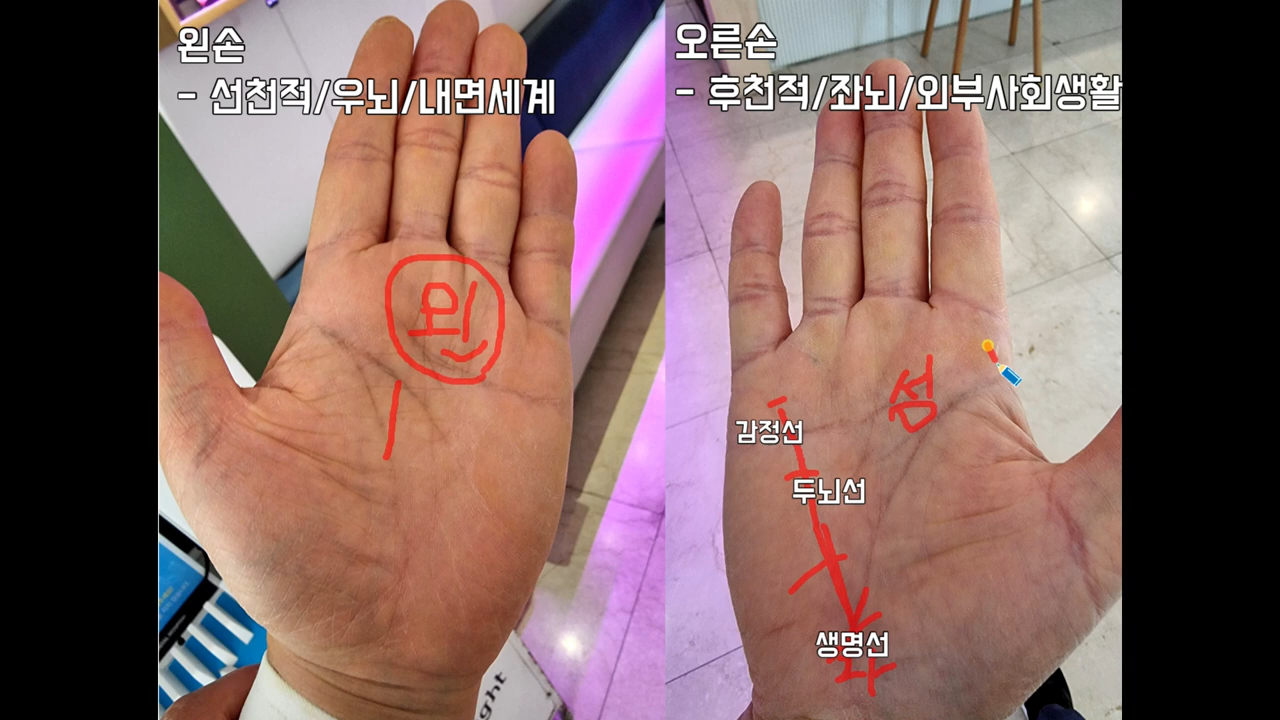 왼손
- 선천적/우뇌/내면세계
오른손
- 후천적/좌뇌/외부사회생활
섬
감정선
두뇌선
생명선
ght